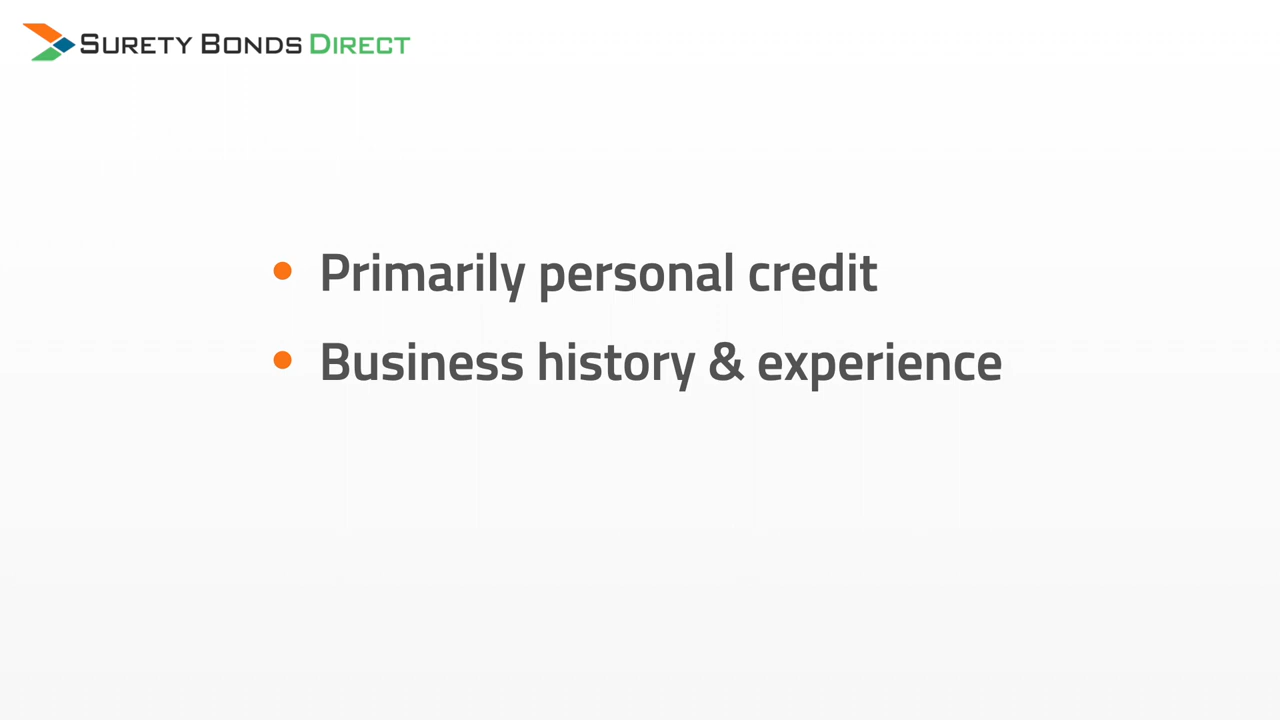 SURETY BONDS DIRECT
• Primarily personal credit
• Business history & experience